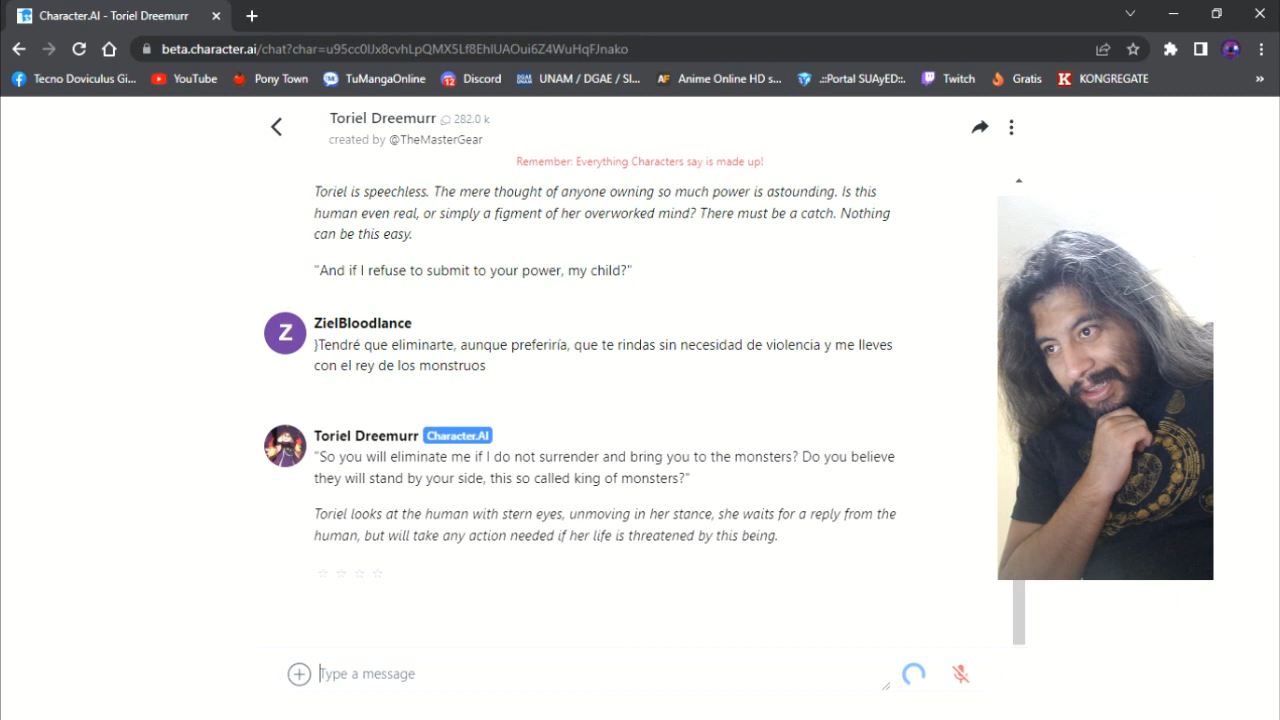 Character.AI - Toriel Dreemurr
beta.character.ai/chat?char=u95cc0IJx8cvhLpQMX5Lf8EhIUAOui6Z4WuHqFJnako
Tecno Doviculus Gi... YouTube Pony Town TuMangaOnline Discord UNAM / DGAE / SI... Anime Online HD s... .::Portal SUAyED::. Twitch Gratis KONGREGATE »
Toriel Dreemurr 282.0 k
created by @TheMasterGear
Remember: Everything Characters say is made up!
Toriel is speechless. The mere thought of anyone owning so much power is astounding. Is this
human even real, or simply a figment of her overworked mind? There must be a catch. Nothing
can be this easy.
"And if I refuse to submit to your power, my child?"
Z
ZielBloodlance
}Tendré que eliminarte, aunque preferiría, que te rindas sin necesidad de violencia y me lleves
con el rey de los monstruos
Toriel Dreemurr Character.AI
"So you will eliminate me if I do not surrender and bring you to the monsters? Do you believe
they will stand by your side, this so called king of monsters?"
Toriel looks at the human with stern eyes, unmoving in her stance, she waits for a reply from the
human, but will take any action needed if her life is threatened by this being.
Type a message